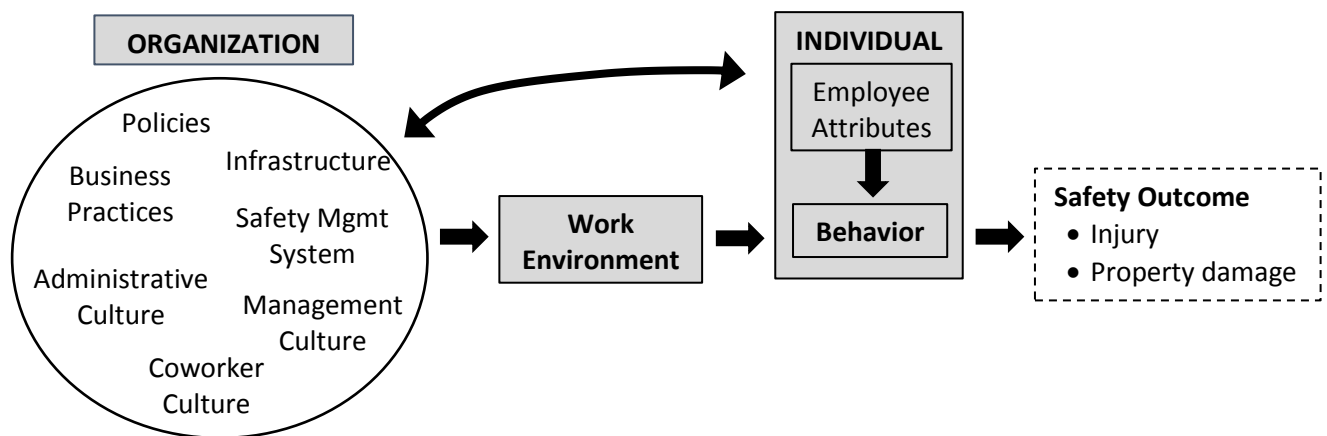 ORGANIZATION
Policies
Infrastructure
Business
Practices
Safety Mgmt
System
Administrative
Culture
Management
Culture
Coworker
Culture
Work
Environment
INDIVIDUAL
Employee
Attributes
Behavior
Safety Outcome
• Injury
• Property damage